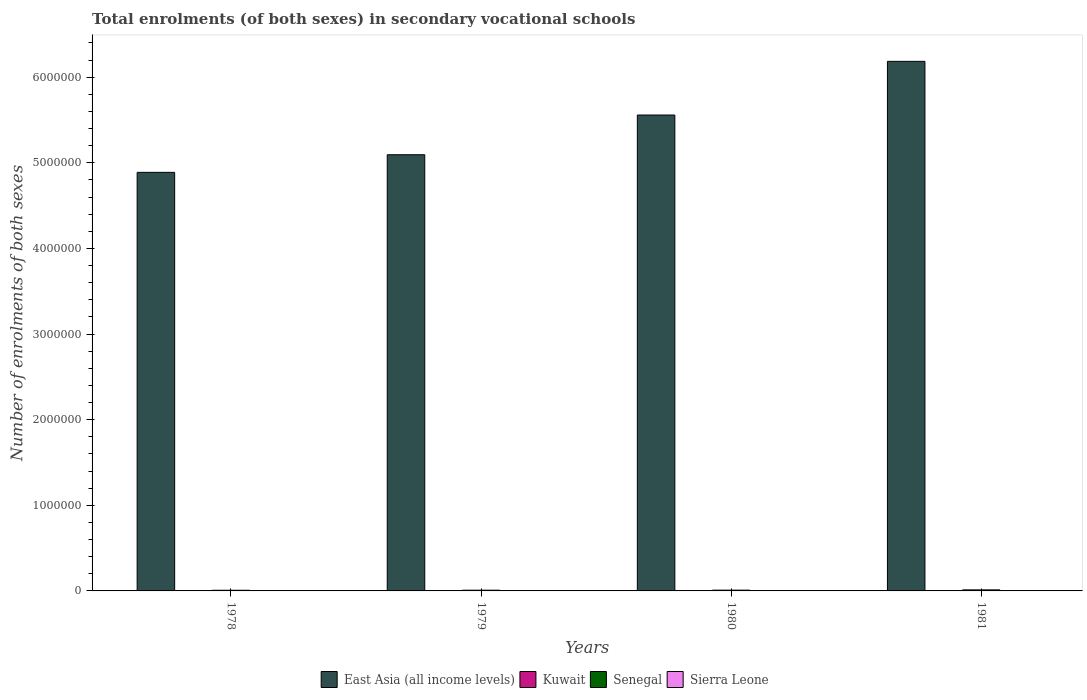 Total enrolments (of both sexes) in secondary vocational schools
Number of enrolments of both sexes
6000000
5000000
4000000
3000000
2000000
1000000
0
1978
1979
1980
1981
Years
East Asia (all income levels)
Kuwait
Senegal
Sierra Leone